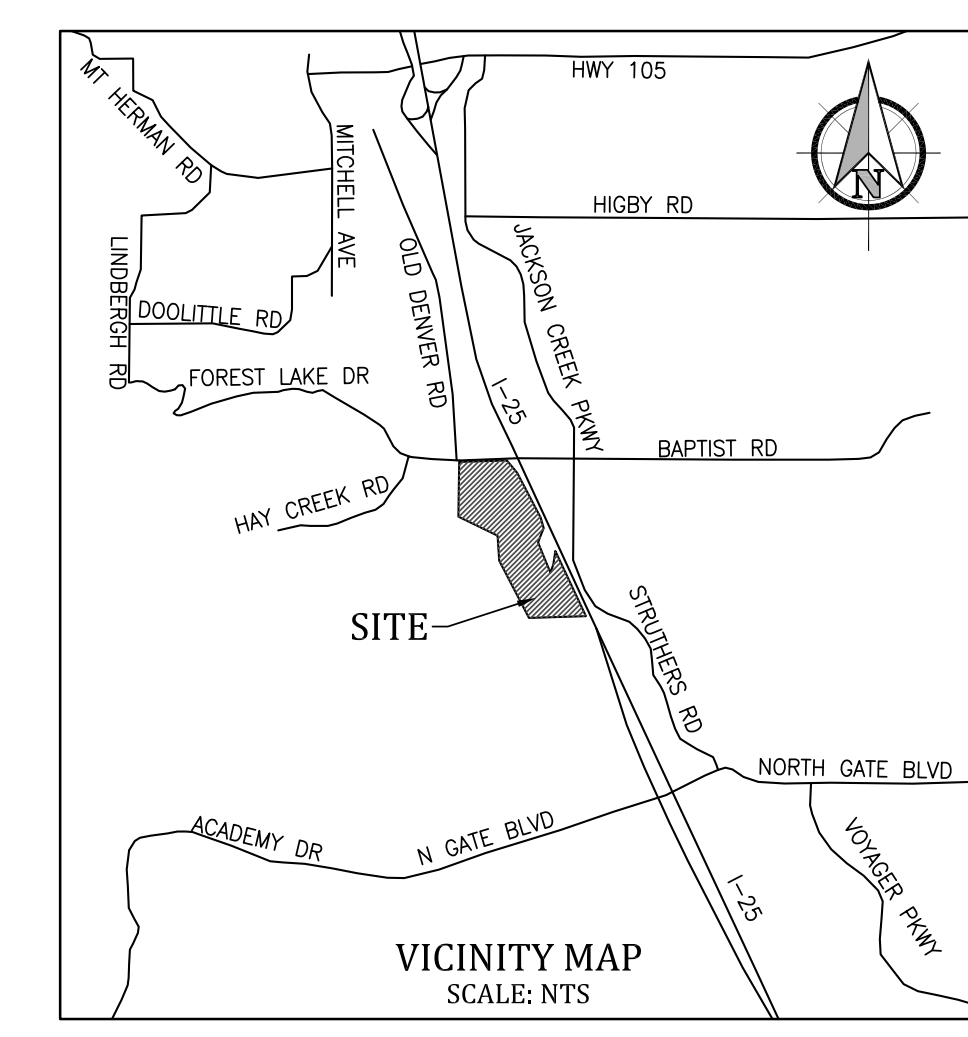 HWY 105
MT HERMAN RD
MITCHELL AVE
N
HIGBY RD
LINDBERGH RD
OLD DENVER RD
JACKSON CREEK PKWY
DOOLITTLE RD
FOREST LAKE DR
I-25
BAPTIST RD
HAY CREEK RD
SITE
STRUTHERS RD
NORTH GATE BLVD
ACADEMY DR
N GATE BLVD
VOYAGER PKWY
I-25
VICINITY MAP
SCALE: NTS